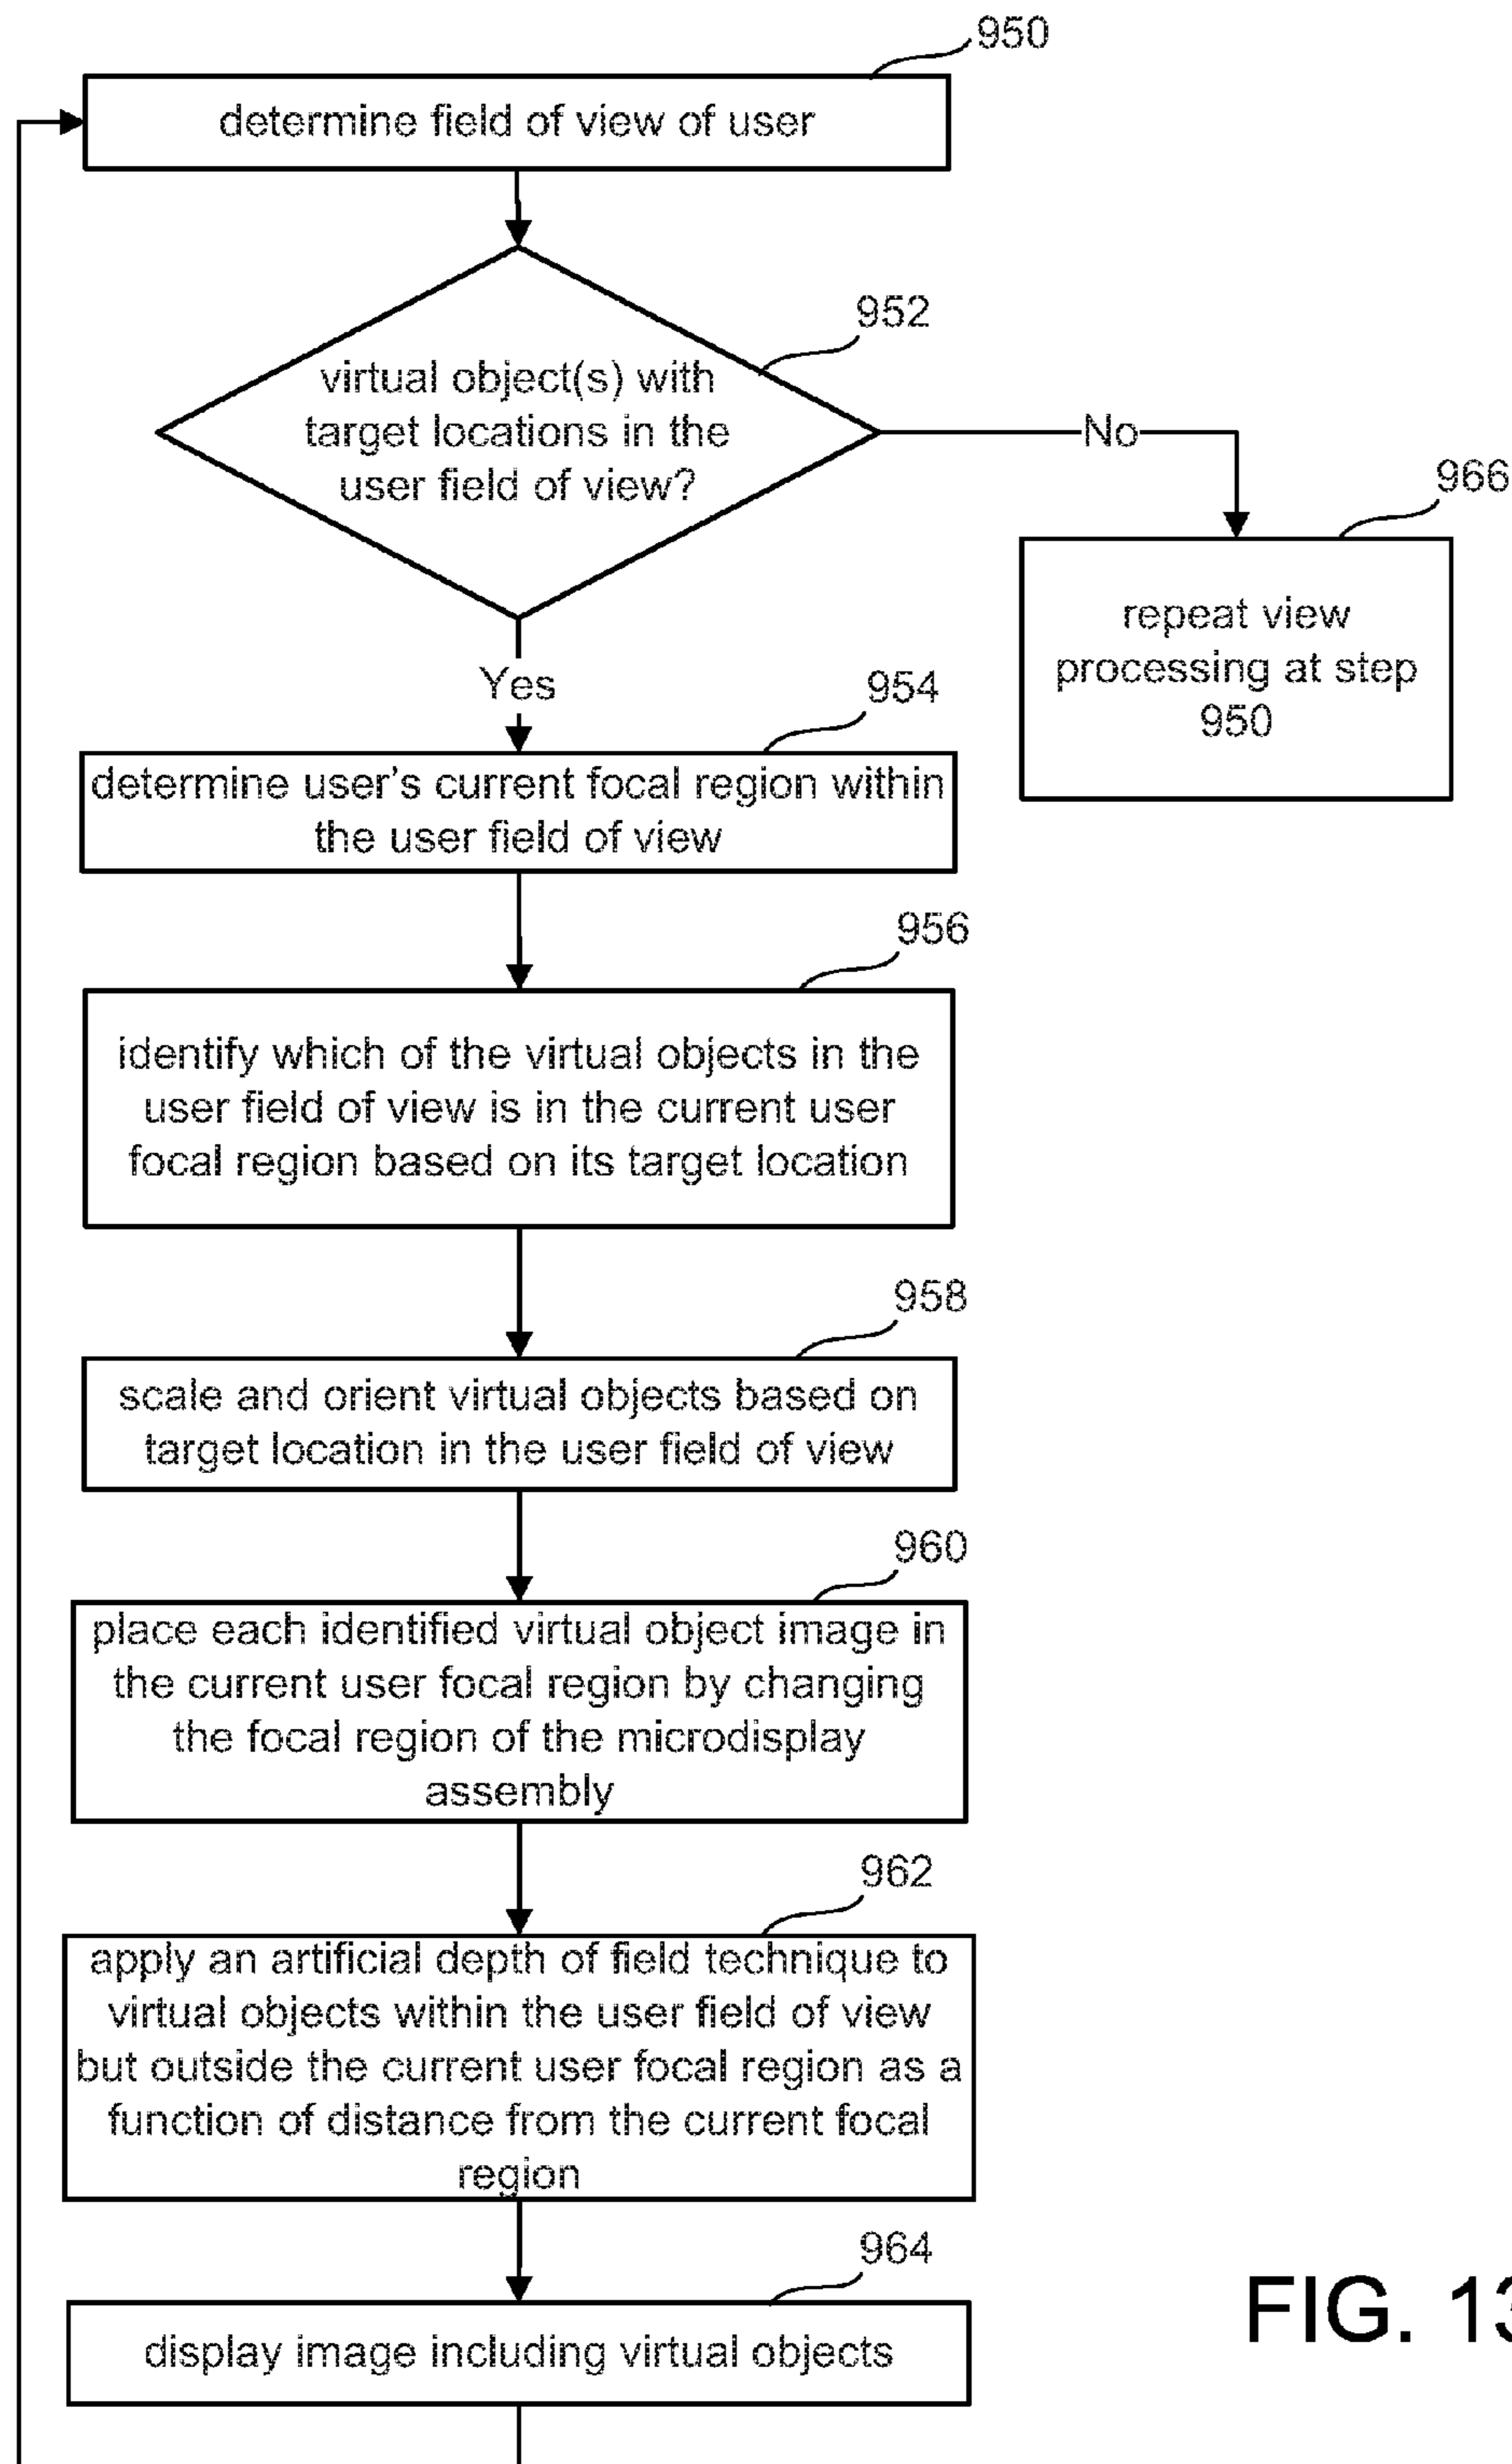 950
determine field of view of user
952
virtual object(s) with
target locations in the
user field of view?
No
966
repeat view
processing at step
950
Yes
954
determine user's current focal region within
the user field of view
956
identify which of the virtual objects in the
user field of view is in the current user
focal region based on its target location
958
scale and orient virtual objects based on
target location in the user field of view
960
place each identified virtual object image in
the current user focal region by changing
the focal region of the microdisplay
assembly
962
apply an artificial depth of field technique to
virtual objects within the user field of view
but outside the current user focal region as a
function of distance from the current focal
region
964
display image including virtual objects
FIG. 13